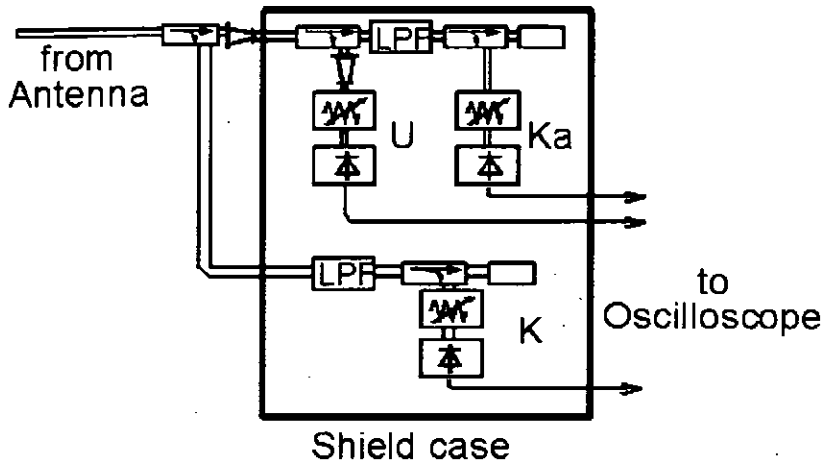 from
Antenna
LPF
U
Ka
LPF
K
to
Oscilloscope
Shield case